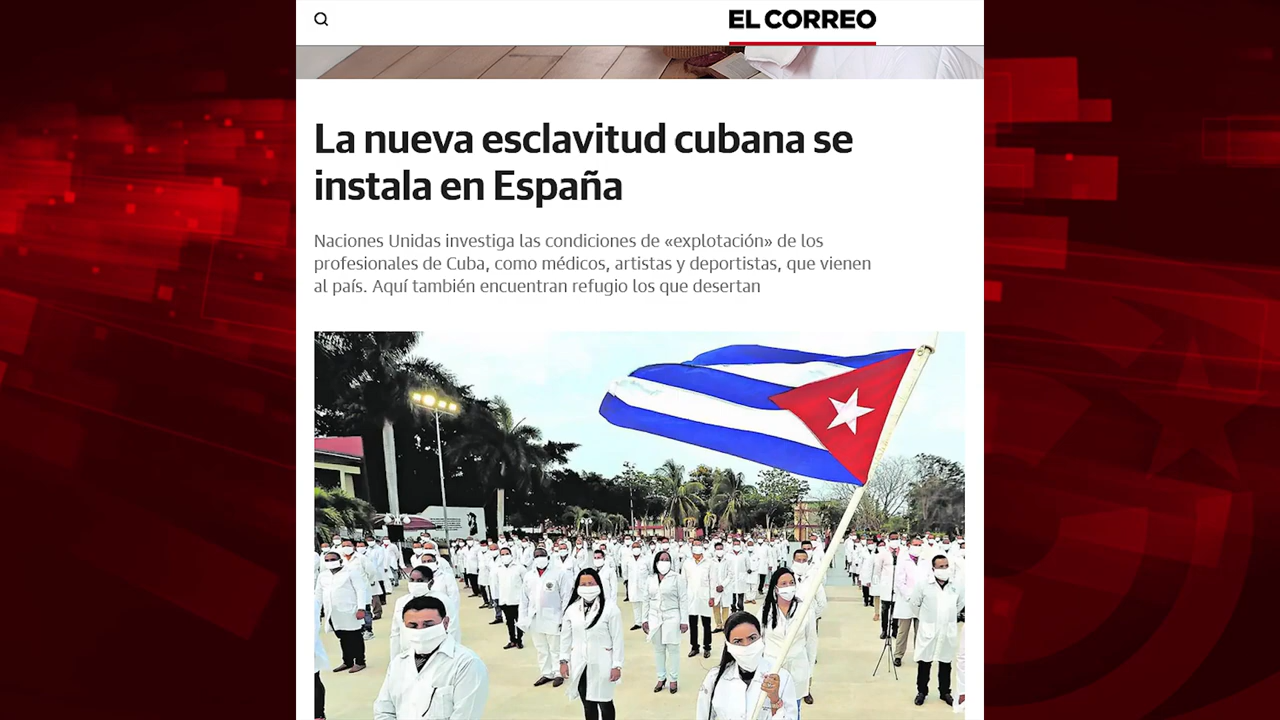 EL CORREO
La nueva esclavitud cubana se
instala en España
Naciones Unidas investiga las condiciones de «explotación» de los
profesionales de Cuba, como médicos, artistas y deportistas, que vienen
al país. Aquí también encuentran refugio los que desertan